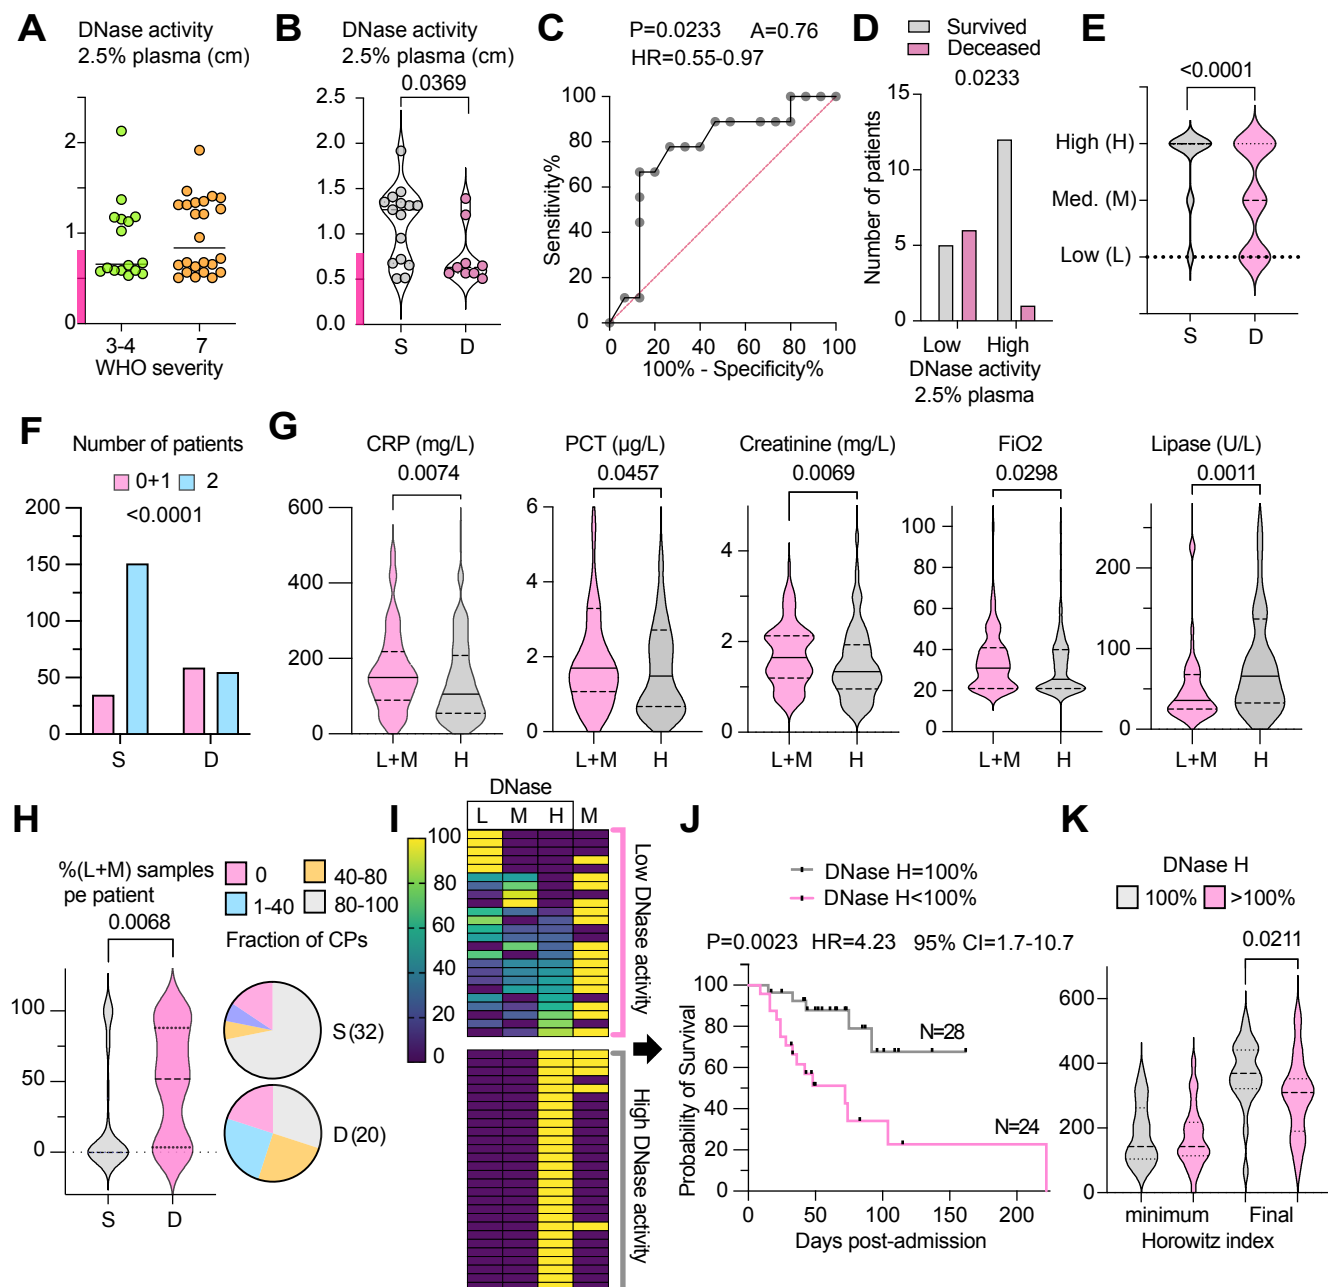 A
DNase activity
2.5% plasma (cm)
2
1
0
3-4
7
WHO severity
B
DNase activity
2.5% plasma (cm)
0.0369
2.5
2.0
1.5
1.0
0.5
0.0
S
D
C
P=0.0233
A=0.76
HR=0.55-0.97
Sensitivity%
100
80
60
40
20
0
0
20
40
60
80
100
100% - Specificity%
D
Survived
Deceased
0.0233
Number of patients
15
10
5
0
Low
High
DNase activity
2.5% plasma
E
<0.0001
High (H)
Med. (M)
Low (L)
S
D
F
Number of patients
0+1
2
<0.0001
200
150
100
50
0
S
D
G
CRP (mg/L)
0.0074
600
400
200
0
L+M
H
PCT (µg/L)
0.0457
6
4
2
0
L+M
H
Creatinine (mg/L)
0.0069
4
2
0
L+M
H
FiO2
0.0298
100
80
60
40
20
0
L+M
H
Lipase (U/L)
0.0011
200
100
0
L+M
H
H
%(L+M) samples
pe patient
0.0068
0
40-80
1-40
80-100
Fraction of CPs
100
50
0
S
D
S(32)
D(20)
I
DNase
L
M
H
M
100
80
60
40
20
0
Low DNase activity
High DNase activity
J
DNase H=100%
DNase H<100%
P=0.0023
HR=4.23
95% CI=1.7-10.7
Probability of Survival
100
80
60
40
20
0
N=28
N=24
0
50
100
150
200
Days post-admission
K
DNase H
100%
>100%
0.0211
600
400
200
0
minimum
Final
Horowitz index